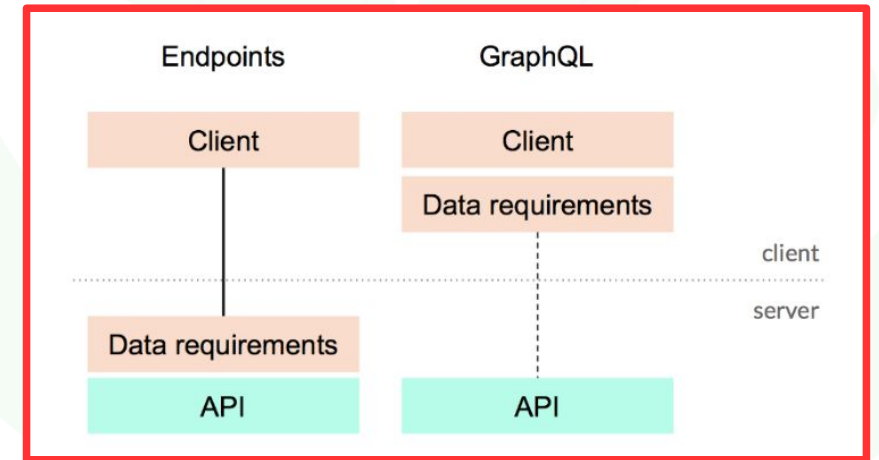 Endpoints
GraphQL
Client
Client
Data requirements
client
server
Data requirements
API
API